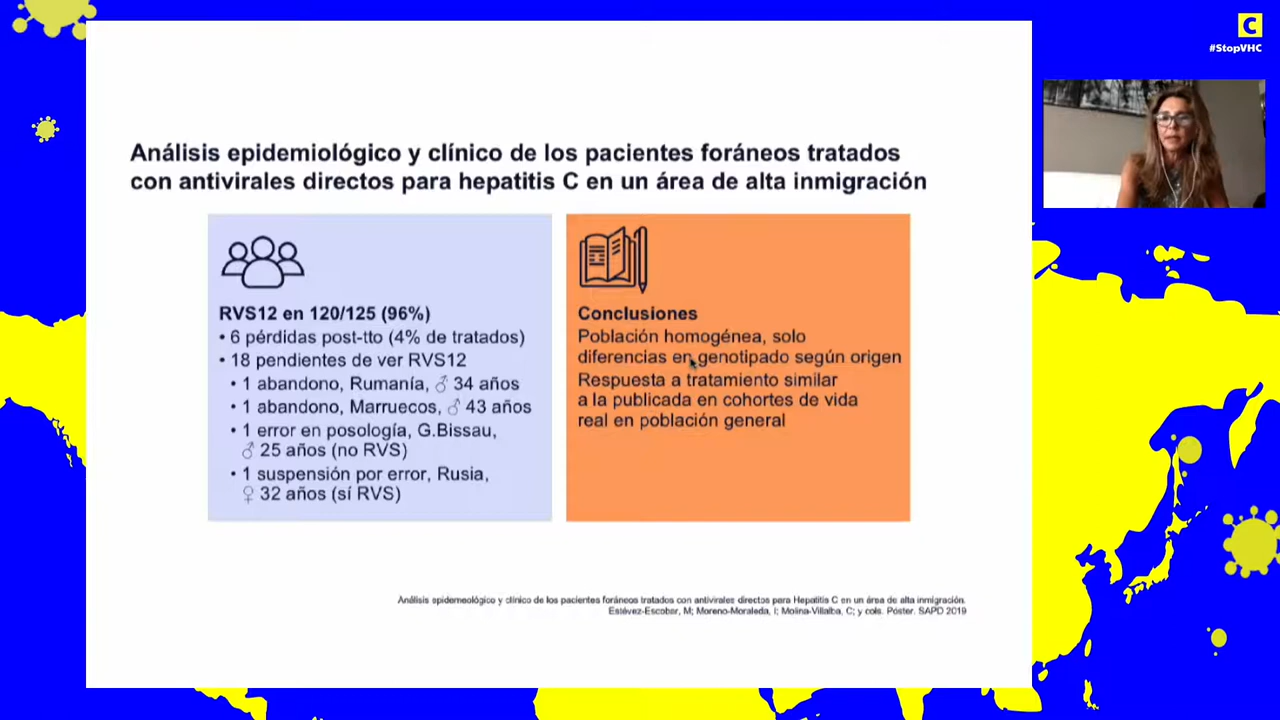 C
#StopVHC
Análisis epidemiológico y clínico de los pacientes foráneos tratados
con antivirales directos para hepatitis C en un área de alta inmigración
RVS12 en 120/125 (96%)
• 6 pérdidas post-tto (4% de tratados)
• 18 pendientes de ver RVS12
• 1 abandono, Rumanía, ♂ 34 años
• 1 abandono, Marruecos, ♂ 43 años
• 1 error en posología, G.Bissau,
♂ 25 años (no RVS)
• 1 suspensión por error, Rusia,
♀ 32 años (sí RVS)
Conclusiones
Población homogénea, solo
diferencias en genotipado según origen
Respuesta a tratamiento similar
a la publicada en cohortes de vida
real en población general
Análisis epidemeológico y clínico de los pacientes foráneos tratados con antivirales directos para Hepatitis C en un área de alta inmigración.
Estévez-Escobar, M; Moreno-Moraleda, I; Molina-Villalba, C; y cols. Póster. SAPD 2019